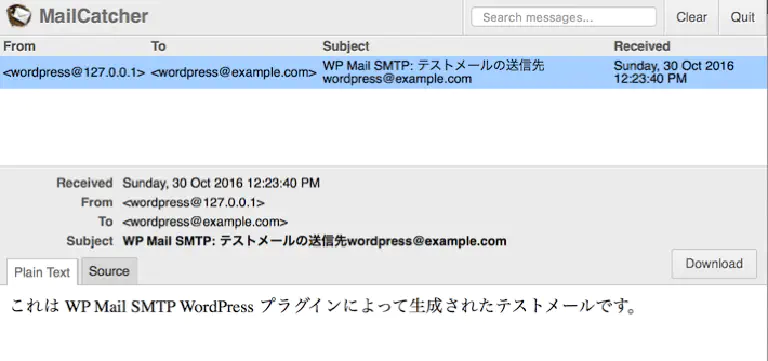 MailCatcher Search messages... Clear Quit
From To Subject Received
<wordpress@127.0.0.1> <wordpress@example.com> WP Mail SMTP: テストメールの送信先 Sunday, 30 Oct 2016
wordpress@example.com 12:23:40 PM
Received Sunday, 30 Oct 2016 12:23:40 PM
From <wordpress@127.0.0.1>
To <wordpress@example.com>
Subject WP Mail SMTP: テストメールの送信先wordpress@example.com
Plain Text Source Download
これは WP Mail SMTP WordPress プラグインによって生成されたテストメールです。